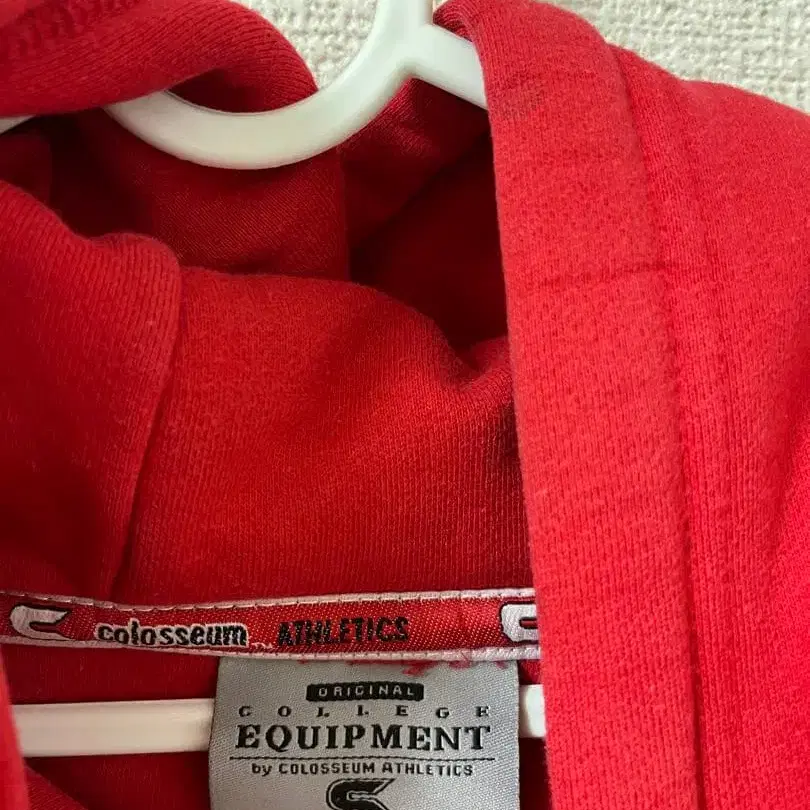 colosseum ATHLETICS
ORIGINAL
COLLEGE
EQUIPMENT
by COLOSSEUM ATHLETICS